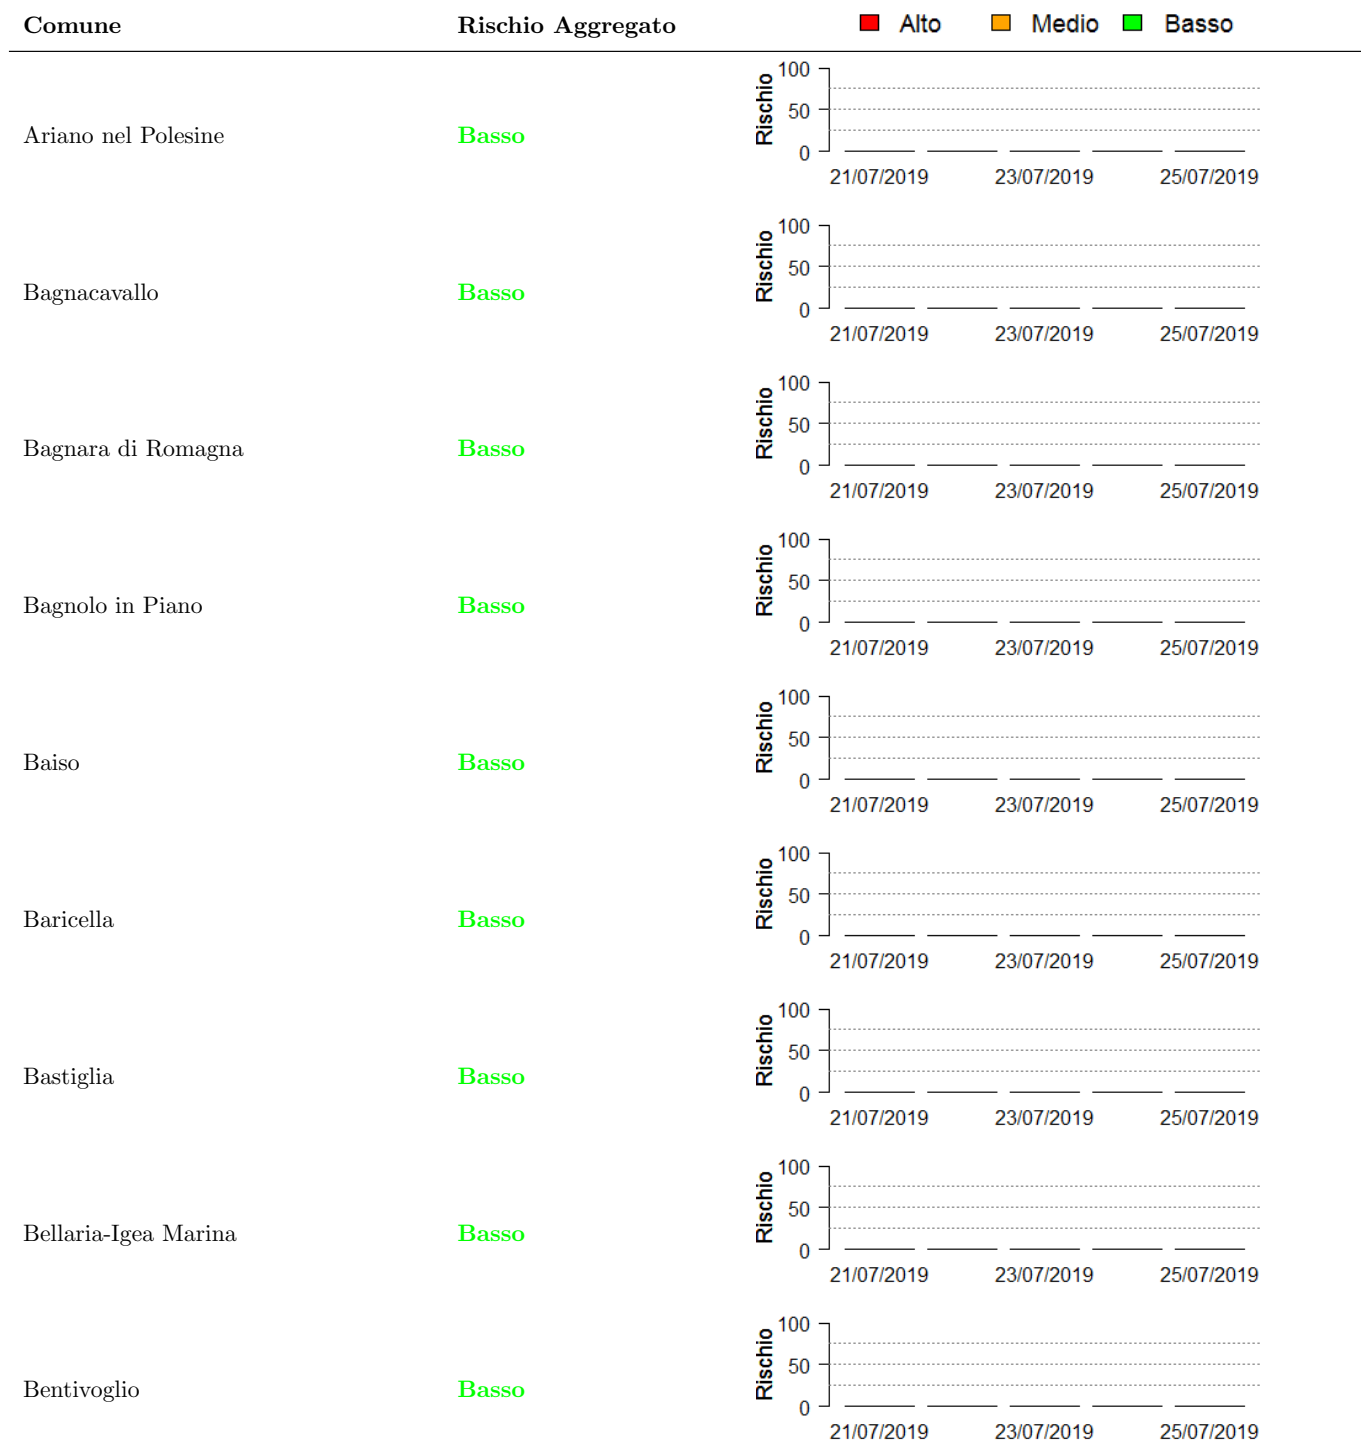 Comune Rischio Aggregato Alto Medio Basso
100
50
0
Rischio
Ariano nel Polesine Basso
21/07/2019 23/07/2019 25/07/2019
100
50
0
Rischio
Bagnacavallo Basso
21/07/2019 23/07/2019 25/07/2019
100
50
0
Rischio
Bagnara di Romagna Basso
21/07/2019 23/07/2019 25/07/2019
100
50
0
Rischio
Bagnolo in Piano Basso
21/07/2019 23/07/2019 25/07/2019
100
50
0
Rischio
Baiso Basso
21/07/2019 23/07/2019 25/07/2019
100
50
0
Rischio
Baricella Basso
21/07/2019 23/07/2019 25/07/2019
100
50
0
Rischio
Bastiglia Basso
21/07/2019 23/07/2019 25/07/2019
100
50
0
Rischio
Bellaria-Igea Marina Basso
21/07/2019 23/07/2019 25/07/2019
100
50
0
Rischio
Bentivoglio Basso
21/07/2019 23/07/2019 25/07/2019